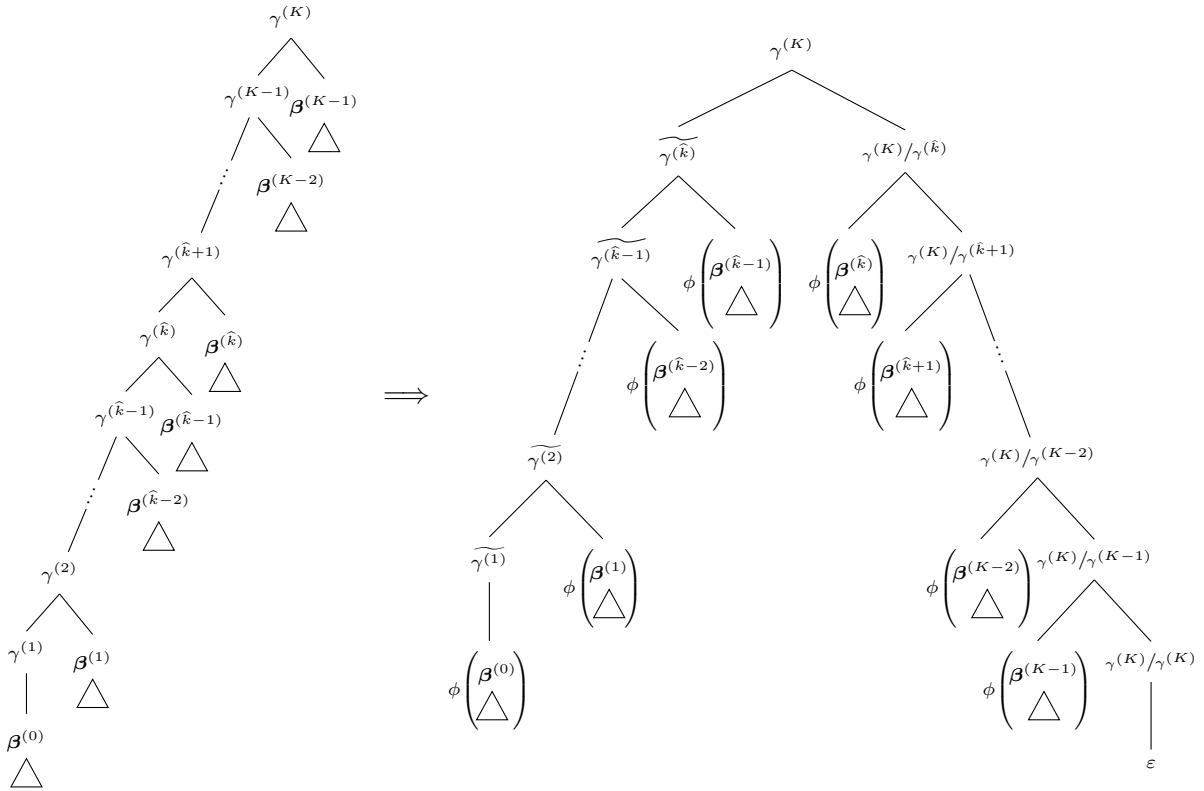 γ^(K)
γ^(K)
γ^(K−1) β^(K−1)
γ̃^(k̂) γ^(K)/γ^(k̂)
β^(K−2)
⋮
γ^(k̂+1)
γ̃^(k̂−1) ϕ(β^(k̂−1)) ϕ(β^(k̂)) γ^(K)/γ^(k̂+1)
γ^(k̂) β^(k̂)
⋮ ϕ(β^(k̂−2)) ϕ(β^(k̂+1)) ⋮
⟹
γ^(k̂−1) β^(k̂−1)
γ̃^(2) γ^(K)/γ^(K−2)
⋮ β^(k̂−2)
γ^(2)
γ̃^(1) ϕ(β^(1)) ϕ(β^(K−2)) γ^(K)/γ^(K−1)
γ^(1) β^(1)
ϕ(β^(0)) ϕ(β^(K−1)) γ^(K)/γ^(K)
β^(0)
ε